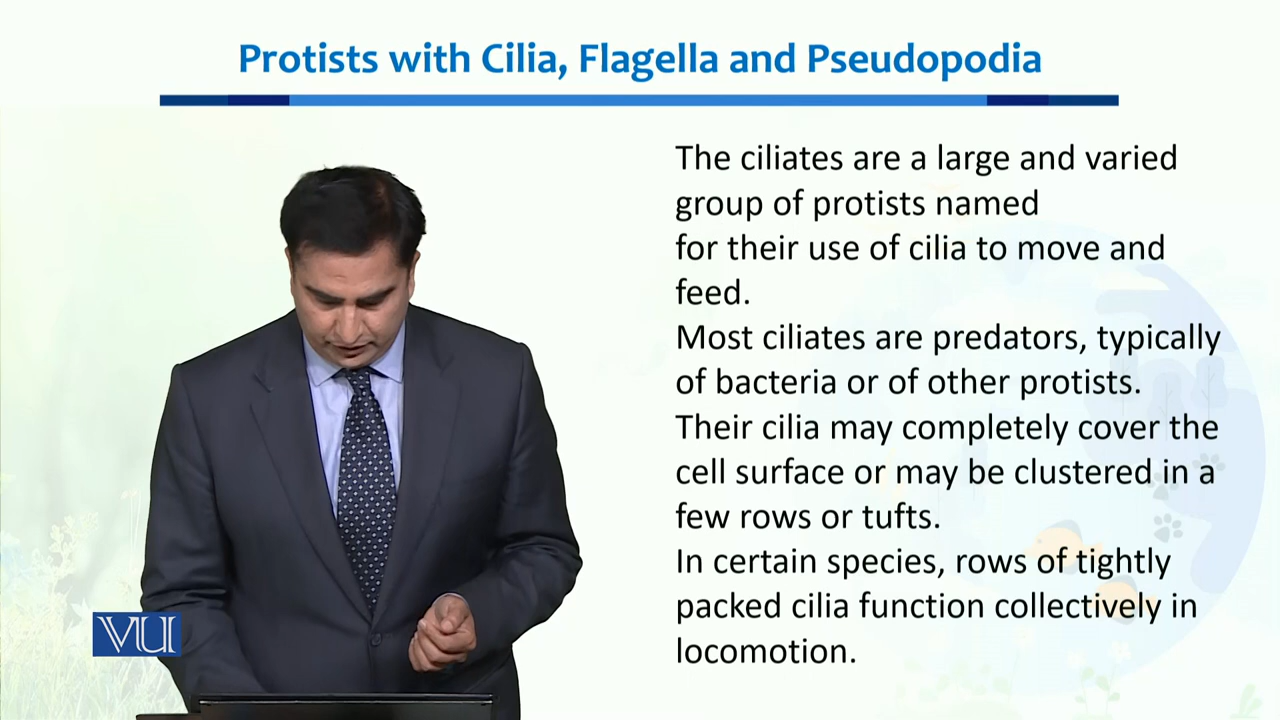 Protists with Cilia, Flagella and Pseudopodia
The ciliates are a large and varied
group of protists named
for their use of cilia to move and
feed.
Most ciliates are predators, typically
of bacteria or of other protists.
Their cilia may completely cover the
cell surface or may be clustered in a
few rows or tufts.
In certain species, rows of tightly
packed cilia function collectively in
locomotion.
VU